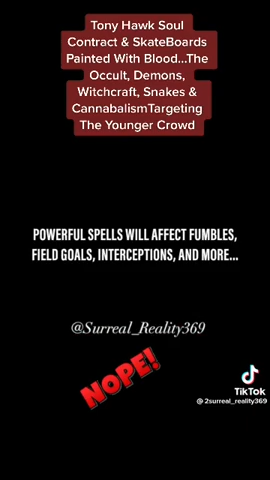 Tony Hawk Soul
Contract & SkateBoards
Painted With Blood...The
Occult, Demons,
Witchcraft, Snakes &
CannabalismTargeting
The Younger Crowd
POWERFUL SPELLS WILL AFFECT FUMBLES,
FIELD GOALS, INTERCEPTIONS, AND MORE...
@Surreal_Reality369
NOPE!
TikTok
@ 2surreal_reality369